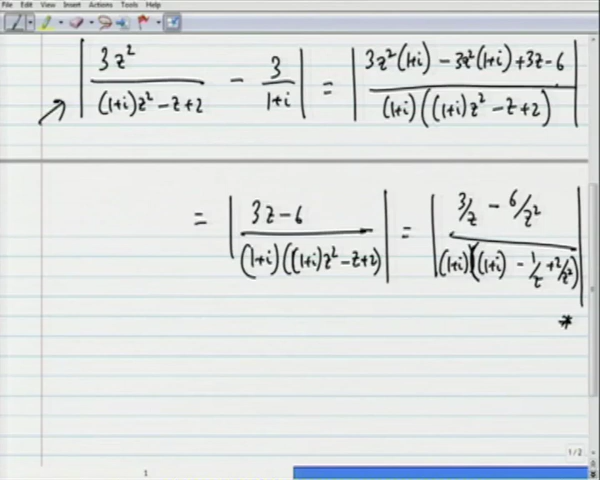 File Edit View Insert Actions Tools Help
| 3z² / ((1+i)z² - z + 2) - 3 / (1+i) | = | (3z²(1+i) - 3z²(1+i) + 3z - 6) / ((1+i)((1+i)z² - z + 2)) |
= | (3z - 6) / ((1+i)((1+i)z² - z + 2)) | = | (3/z - 6/z²) / ((1+i)((1+i) - 1/z + 2/z²)) |
*
1/2
1